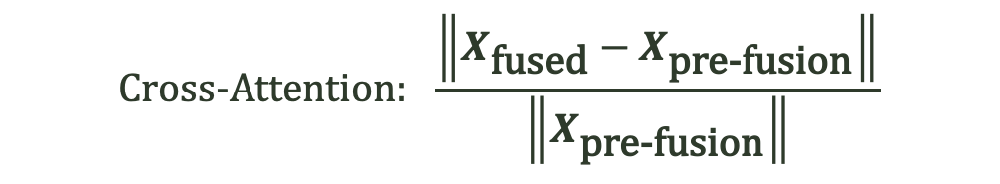 Cross-Attention: ‖x_fused − x_pre-fusion‖ / ‖x_pre-fusion‖